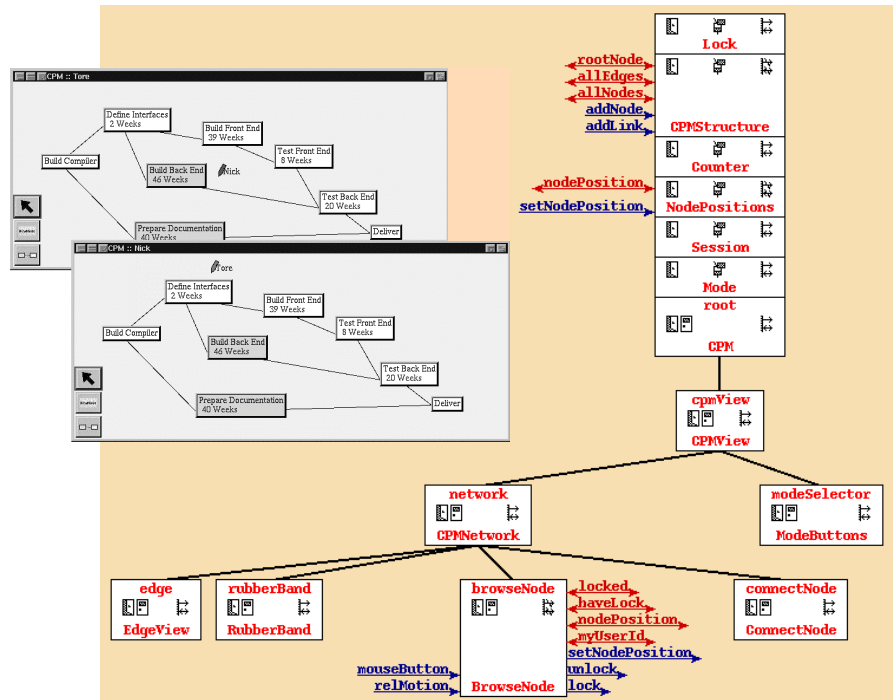 CPM :: Tore
Define Interfaces
2 Weeks
Build Front End
39 Weeks
Test Front End
8 Weeks
Build Compiler
Build Back End
46 Weeks
Nick
Test Back End
20 Weeks
Prepare Documentation
40 Weeks
Deliver
CPM :: Nick
Tore
Define Interfaces
2 Weeks
Build Front End
39 Weeks
Test Front End
8 Weeks
Build Compiler
Build Back End
46 Weeks
Test Back End
20 Weeks
Prepare Documentation
40 Weeks
Deliver
Lock
rootNode
allEdges
allNodes
addNode
addLink
CPMStructure
Counter
nodePosition
setNodePosition
NodePositions
Session
Mode
root
CPM
cpmView
CPMView
network
CPMNetwork
modeSelector
ModeButtons
edge
EdgeView
rubberBand
RubberBand
browseNode
locked
haveLock
nodePosition
myUserId
setNodePosition
mouseButton
unlock
relMotion
BrowseNode
lock
connectNode
ConnectNode